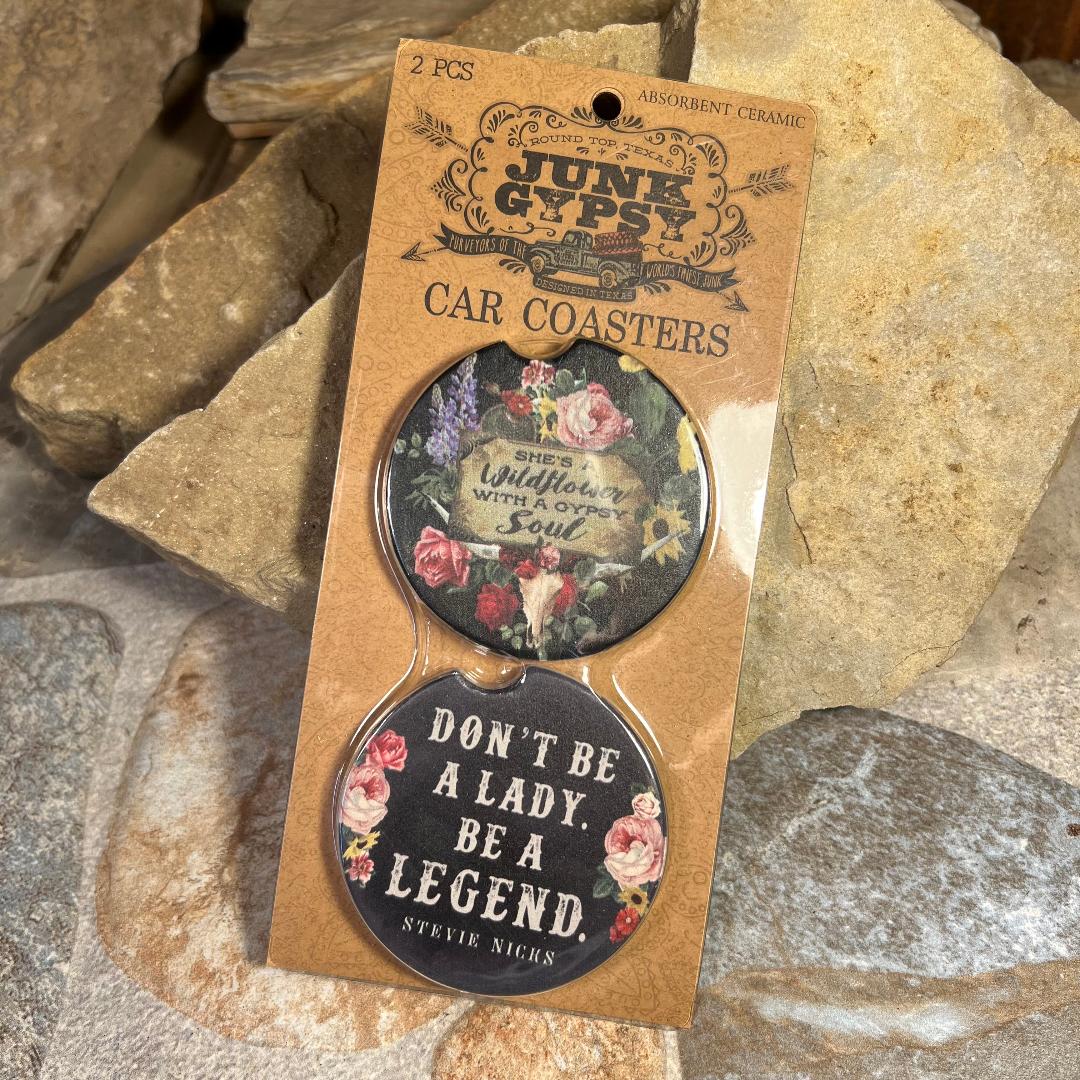 2 PCS
ABSORBENT CERAMIC
ROUND TOP, TEXAS
JUNK
GYPSY
PURVEYORS OF THE WORLD'S FINEST JUNK
DESIGNED IN TEXAS
CAR COASTERS
SHE'S A
Wildflower
WITH A GYPSY
Soul
DON'T BE
A LADY.
BE A
LEGEND.
STEVIE NICKS